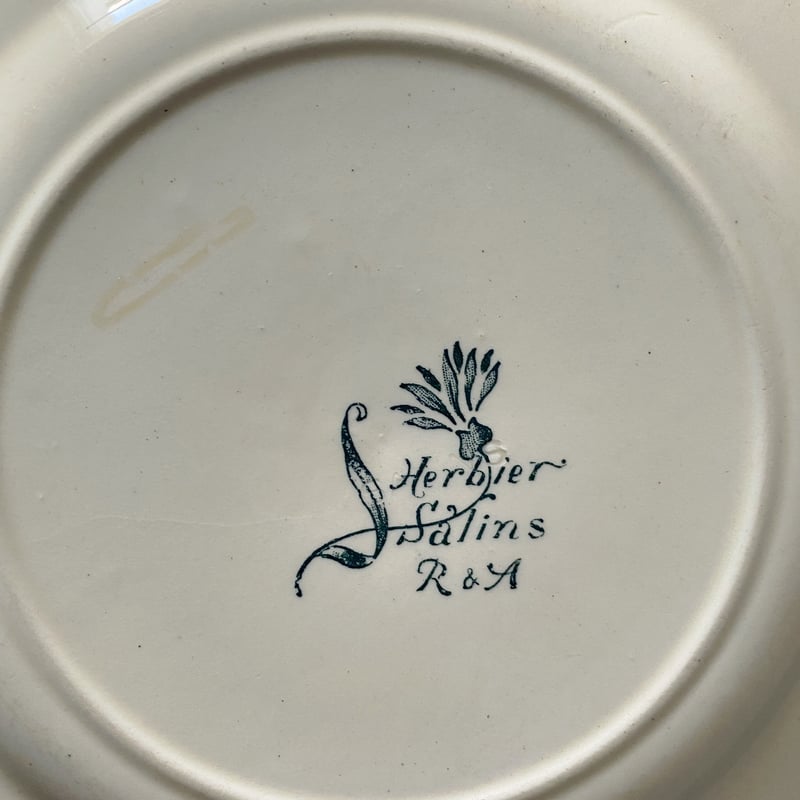 Herbier
Salins
R & A